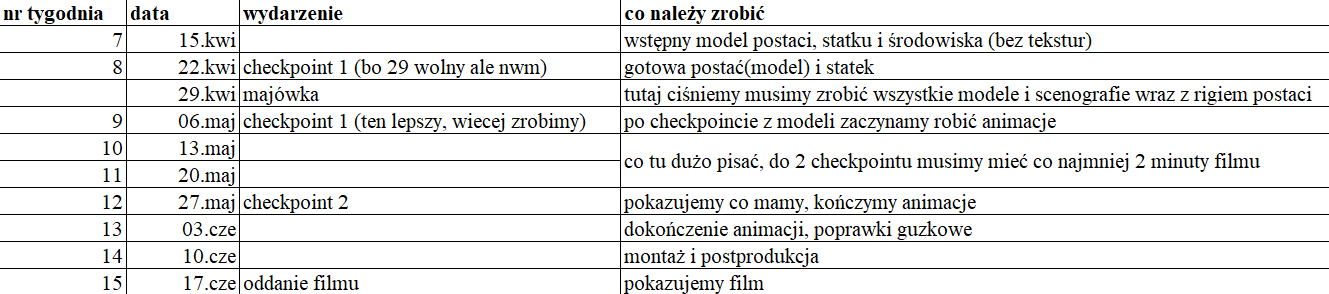 nr tygodnia data wydarzenie co należy zrobić
7 15.kwi wstępny model postaci, statku i środowiska (bez tekstur)
8 22.kwi checkpoint 1 (bo 29 wolny ale nwm) gotowa postać(model) i statek
29.kwi majówka tutaj ciśniemy musimy zrobić wszystkie modele i scenografie wraz z rigiem postaci
9 06.maj checkpoint 1 (ten lepszy, wiecej zrobimy) po checkpoincie z modeli zaczynamy robić animacje
10 13.maj co tu dużo pisać, do 2 checkpointu musimy mieć co najmniej 2 minuty filmu
11 20.maj
12 27.maj checkpoint 2 pokazujemy co mamy, kończymy animacje
13 03.cze dokończenie animacji, poprawki guzkowe
14 10.cze montaż i postprodukcja
15 17.cze oddanie filmu pokazujemy film